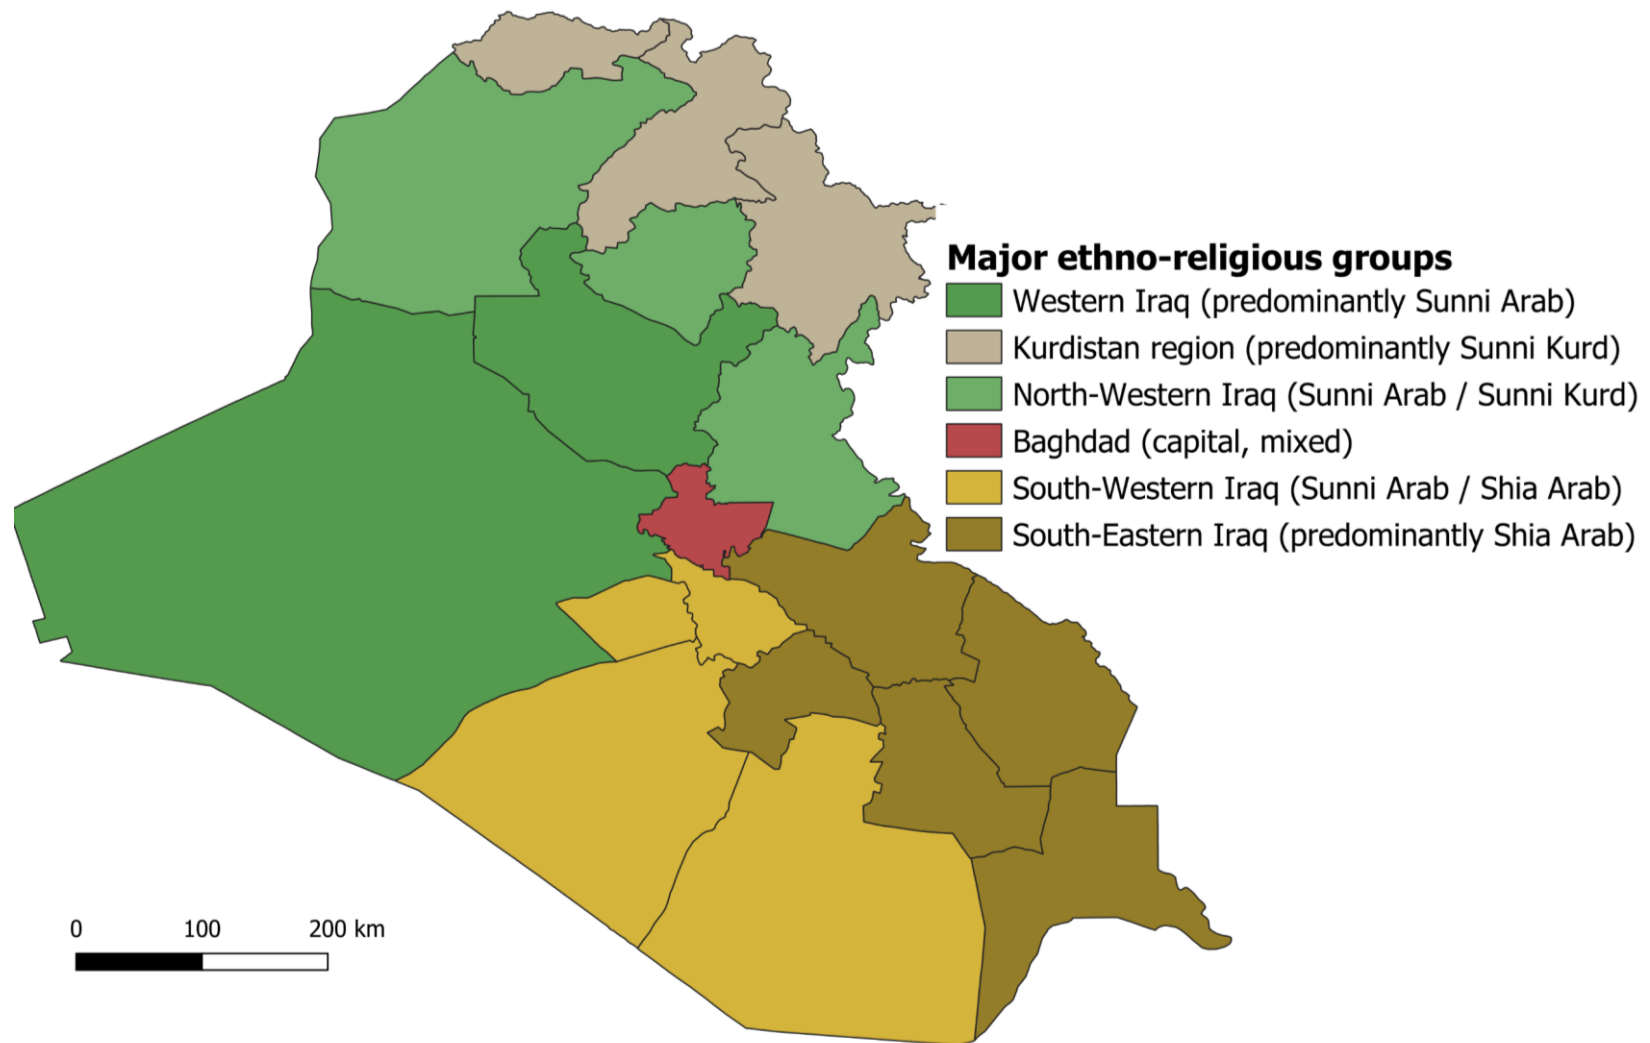 Major ethno-religious groups
Western Iraq (predominantly Sunni Arab)
Kurdistan region (predominantly Sunni Kurd)
North-Western Iraq (Sunni Arab / Sunni Kurd)
Baghdad (capital, mixed)
South-Western Iraq (Sunni Arab / Shia Arab)
South-Eastern Iraq (predominantly Shia Arab)
0 100 200 km